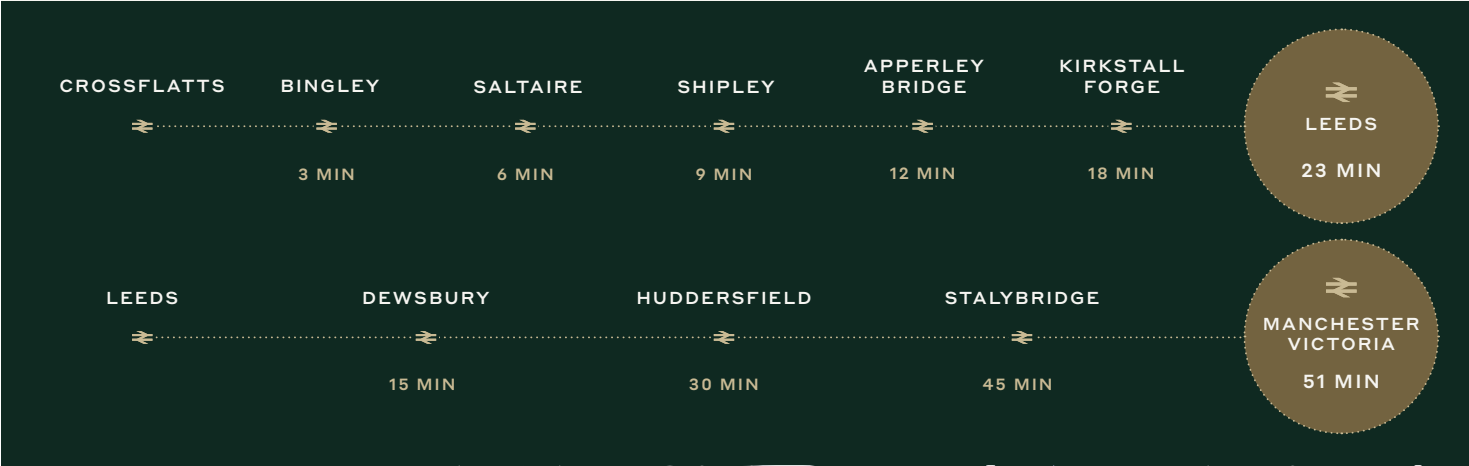 CROSSFLATTS
BINGLEY
SALTAIRE
SHIPLEY
APPERLEY
BRIDGE
KIRKSTALL
FORGE
LEEDS
3 MIN
6 MIN
9 MIN
12 MIN
18 MIN
23 MIN
LEEDS
DEWSBURY
HUDDERSFIELD
STALYBRIDGE
MANCHESTER
VICTORIA
15 MIN
30 MIN
45 MIN
51 MIN